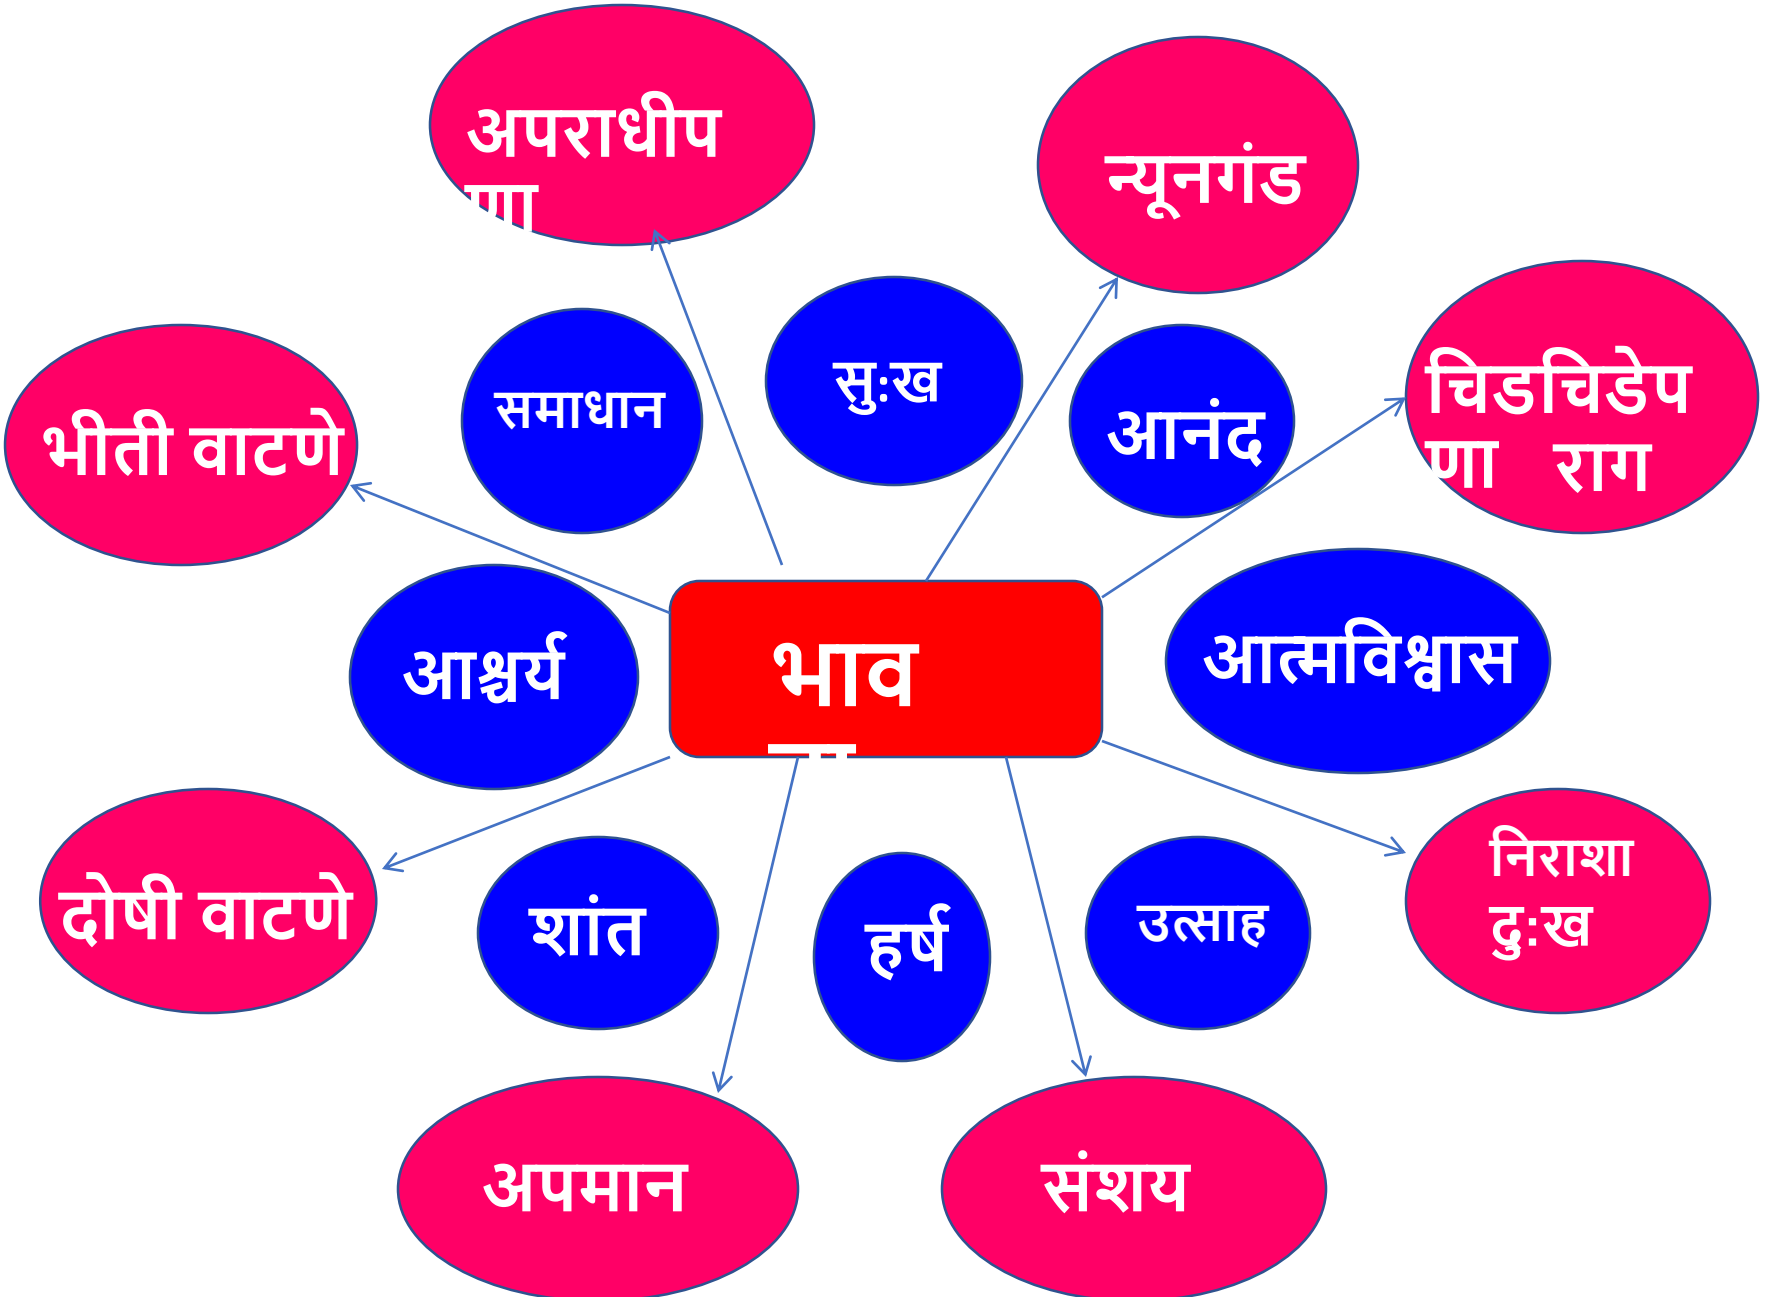 अपराधीप
णा
न्यूनगंड
सु:ख
चिडचिडेप
णा राग
समाधान
आनंद
भीती वाटणे
आश्चर्य
भाव
आत्मविश्वास
निराशा
दु:ख
दोषी वाटणे
शांत
हर्ष
उत्साह
अपमान
संशय